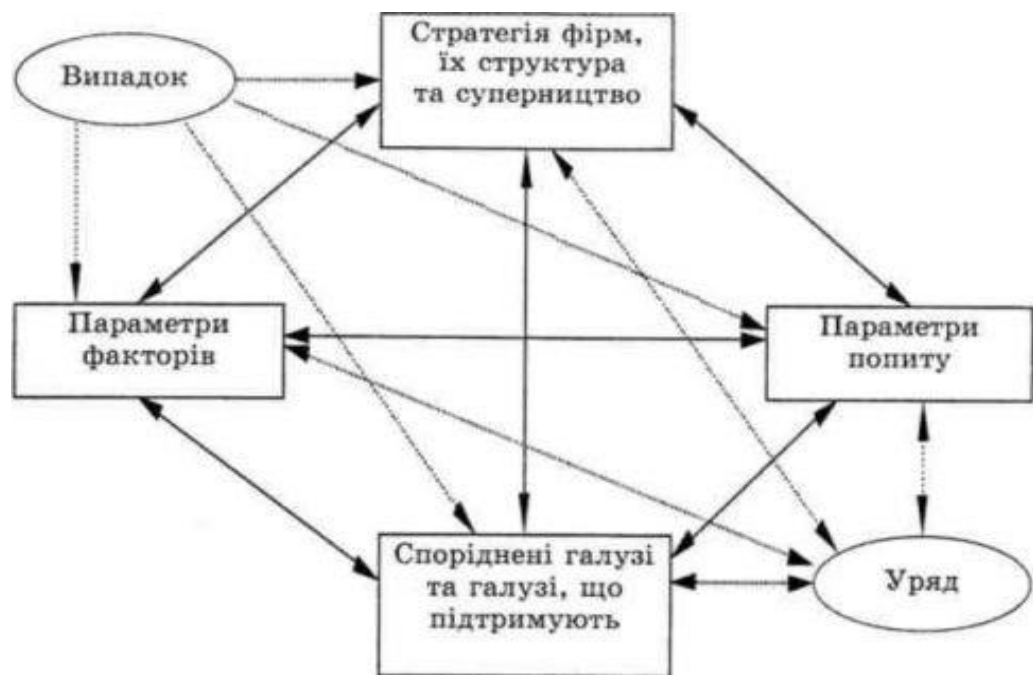 Стратегія фірм,
їх структура
та суперництво
Випадок
Параметри
факторів
Параметри
попиту
Споріднені галузі
та галузі, що
підтримують
Уряд